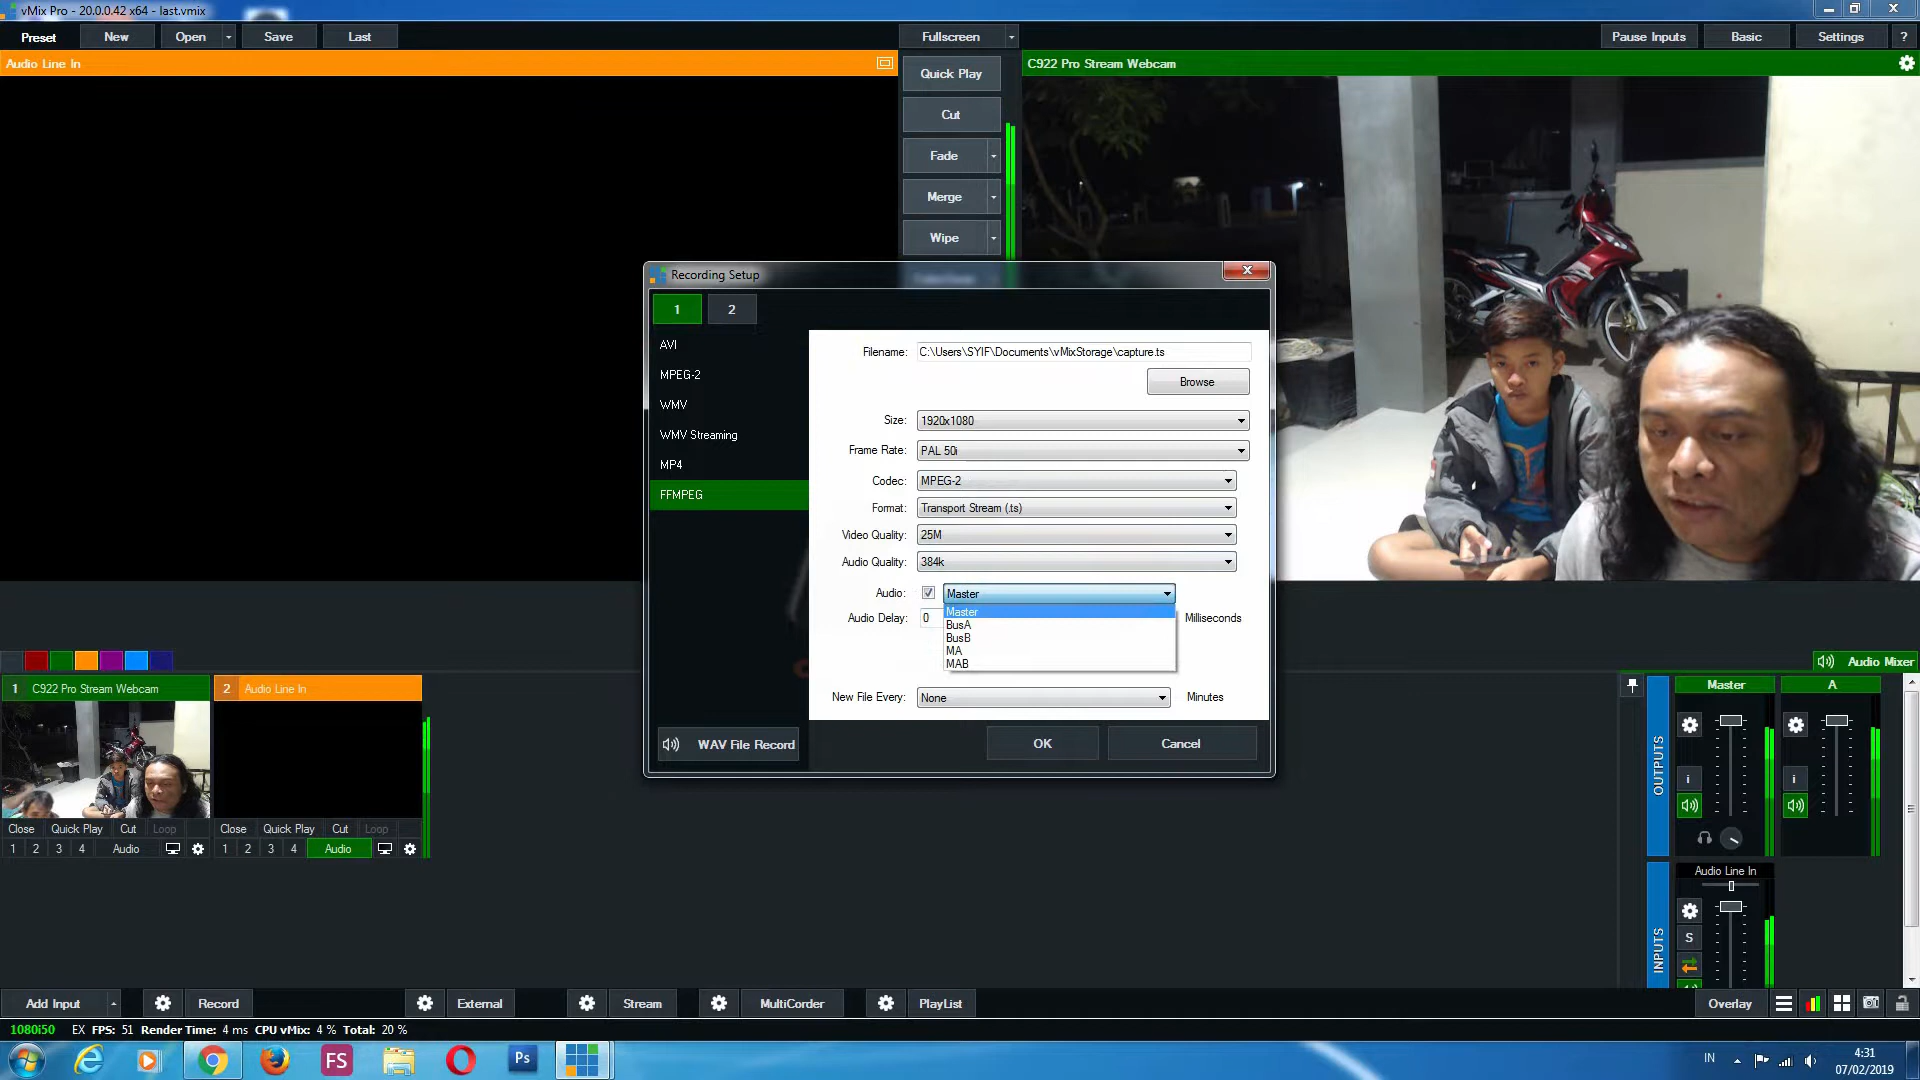 vMix Pro - 20.0.0.42 x64 - last.vmix
Preset
New
Open
Save
Last
Fullscreen
Pause Inputs
Basic
Settings
?
Audio Line In
C922 Pro Stream Webcam
Quick Play
Cut
Fade
Merge
Wipe
Recording Setup
1
2
AVI
MPEG-2
WMV
WMV Streaming
MP4
FFMPEG
WAV File Record
Filename: C:\Users\SYIF\Documents\vMixStorage\capture.ts
Browse
Size: 1920x1080
Frame Rate: PAL 50i
Codec: MPEG-2
Format: Transport Stream (.ts)
Video Quality: 25M
Audio Quality: 384k
Audio: Master
Master
Audio Delay: 0 Milliseconds
BusA
BusB
MA
MAB
New File Every: None Minutes
OK
Cancel
1 C922 Pro Stream Webcam
2 Audio Line In
Close Quick Play Cut Loop
1 2 3 4 Audio
Close Quick Play Cut Loop
1 2 3 4 Audio
Audio Mixer
OUTPUTS
Master
A
i
i
INPUTS
Audio Line In
S
Add Input
Record
External
Stream
MultiCorder
PlayList
Overlay
1080i50 EX FPS: 51 Render Time: 4 ms CPU vMix: 4 % Total: 20 %
FS
Ps
IN
4:31
07/02/2019